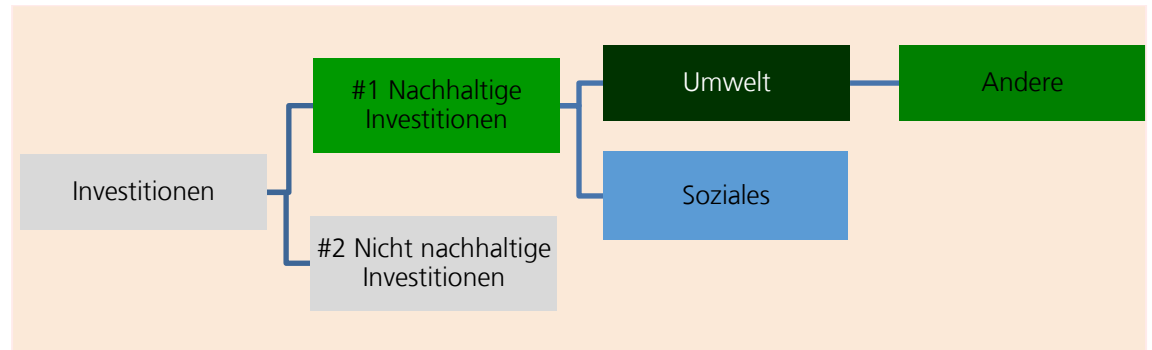 Investitionen
#1 Nachhaltige
Investitionen
#2 Nicht nachhaltige
Investitionen
Umwelt
Soziales
Andere